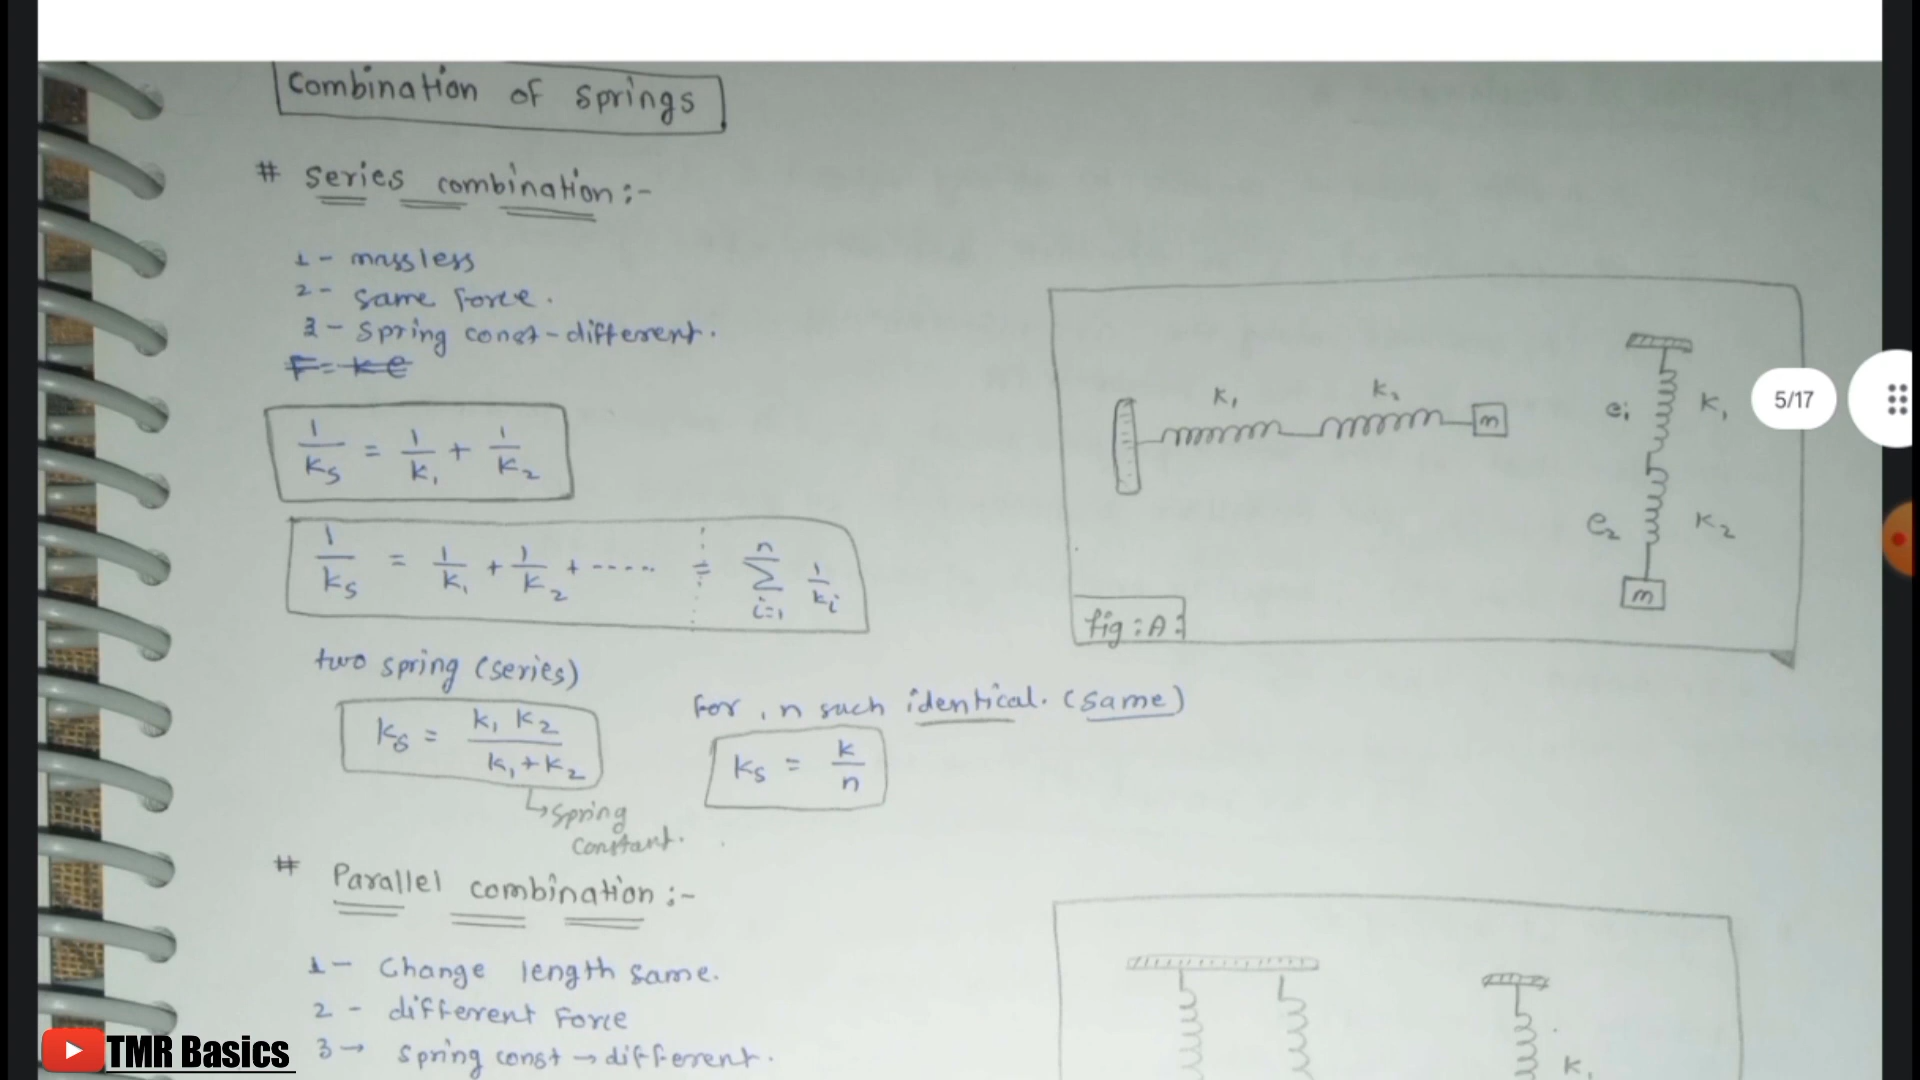 Combination of springs
# Series combination :-
1 - massless
2 - same force.
3 - spring const - different.
F = ke
1/ks = 1/k1 + 1/k2
1/ks = 1/k1 + 1/k2 + ----- = n Σ i=1 1/ki
two spring (series)
ks = k1 k2 / k1 + k2
↳ spring constant.
For, n such identical. (same)
ks = k/n
k1 k2 m
e1 k1
e2 k2
m
fig : A :
5/17
# Parallel combination :-
1 - Change length same.
2 - different Force
3 → spring const → different.
k1
TMR Basics